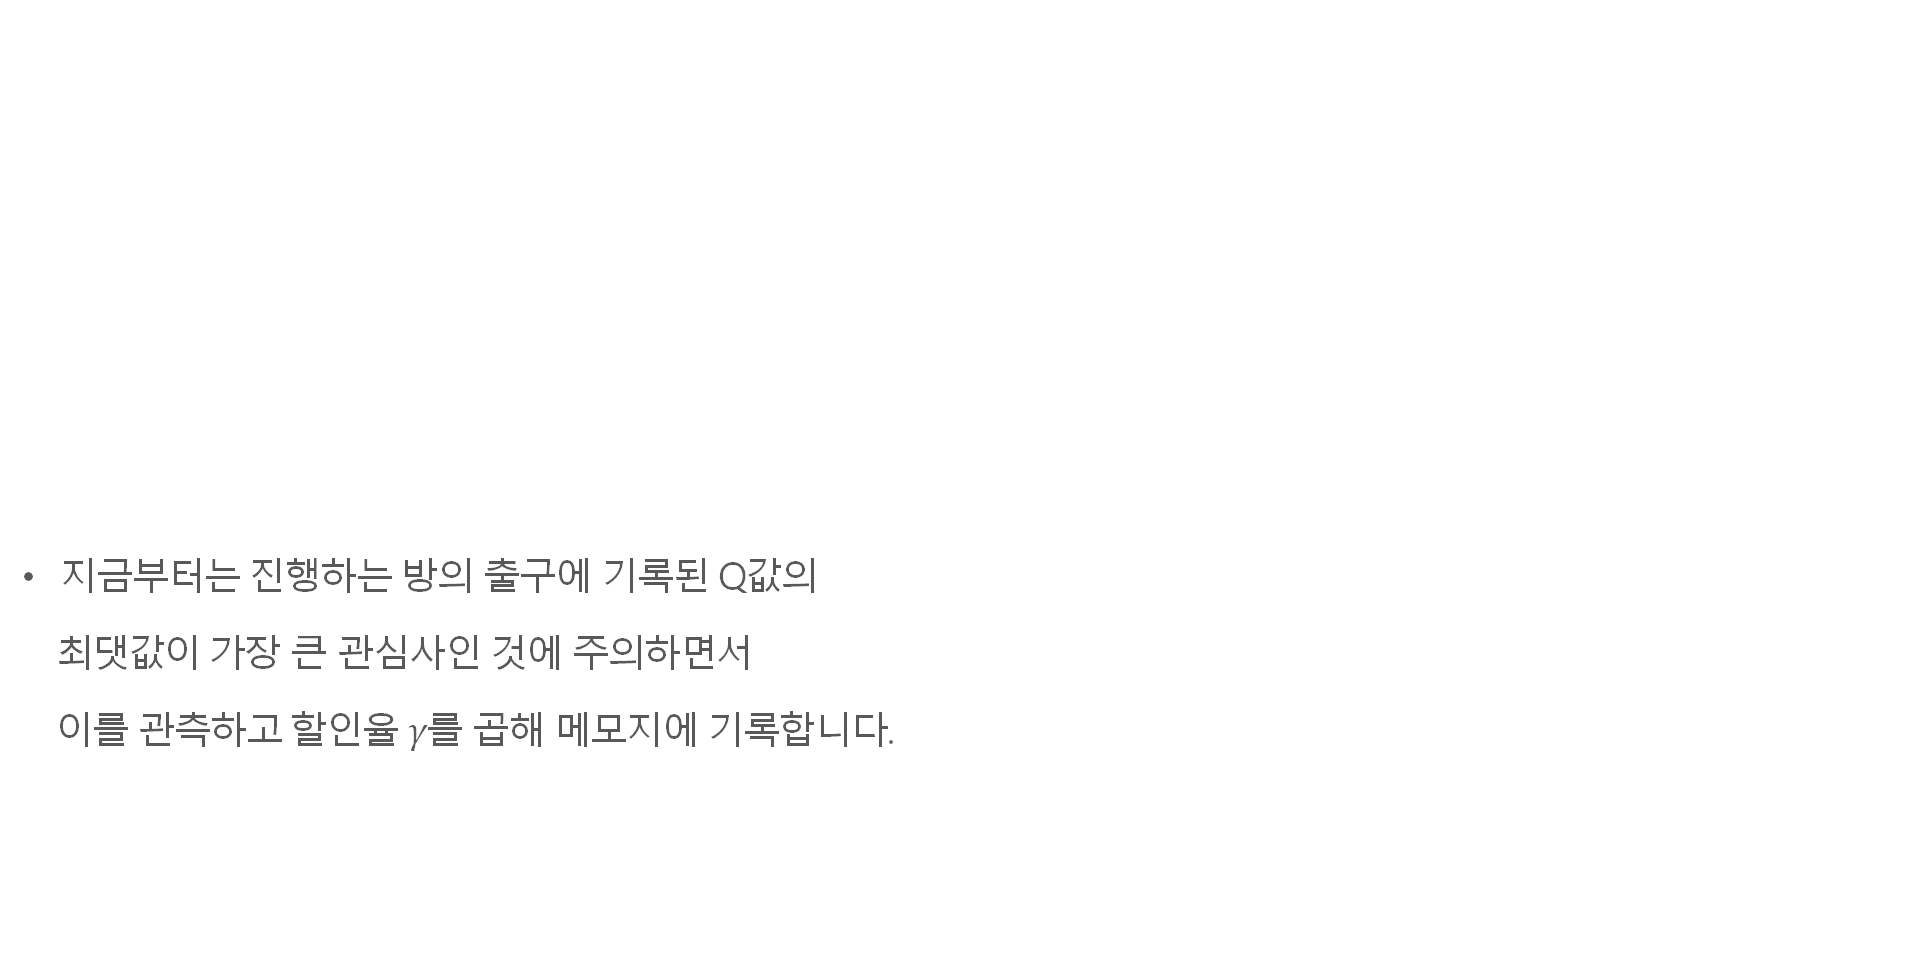 • 지금부터는 진행하는 방의 출구에 기록된 Q값의
최댓값이 가장 큰 관심사인 것에 주의하면서
이를 관측하고 할인율 γ를 곱해 메모지에 기록합니다.